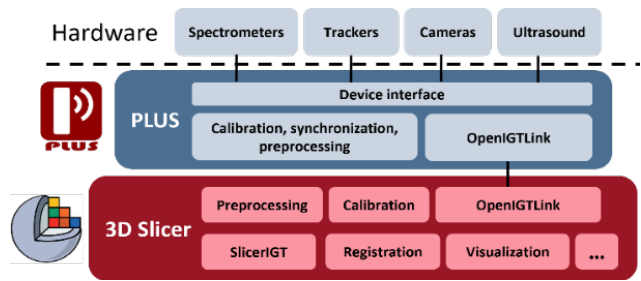 Hardware
Spectrometers
Trackers
Cameras
Ultrasound
PLUS
PLUS
Device interface
Calibration, synchronization,
preprocessing
OpenIGTLink
3D Slicer
Preprocessing
Calibration
OpenIGTLink
SlicerIGT
Registration
Visualization
...